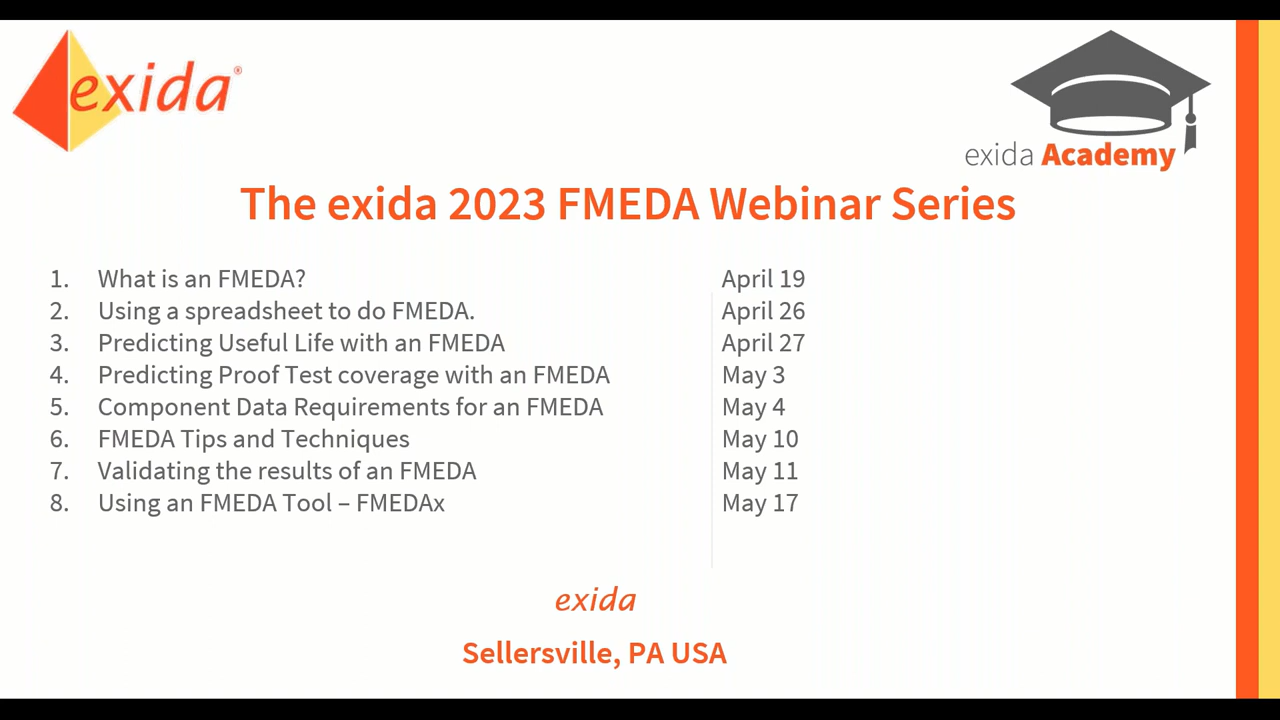 exida®
exida Academy
The exida 2023 FMEDA Webinar Series
1. What is an FMEDA? April 19
2. Using a spreadsheet to do FMEDA. April 26
3. Predicting Useful Life with an FMEDA April 27
4. Predicting Proof Test coverage with an FMEDA May 3
5. Component Data Requirements for an FMEDA May 4
6. FMEDA Tips and Techniques May 10
7. Validating the results of an FMEDA May 11
8. Using an FMEDA Tool – FMEDAx May 17
exida
Sellersville, PA USA